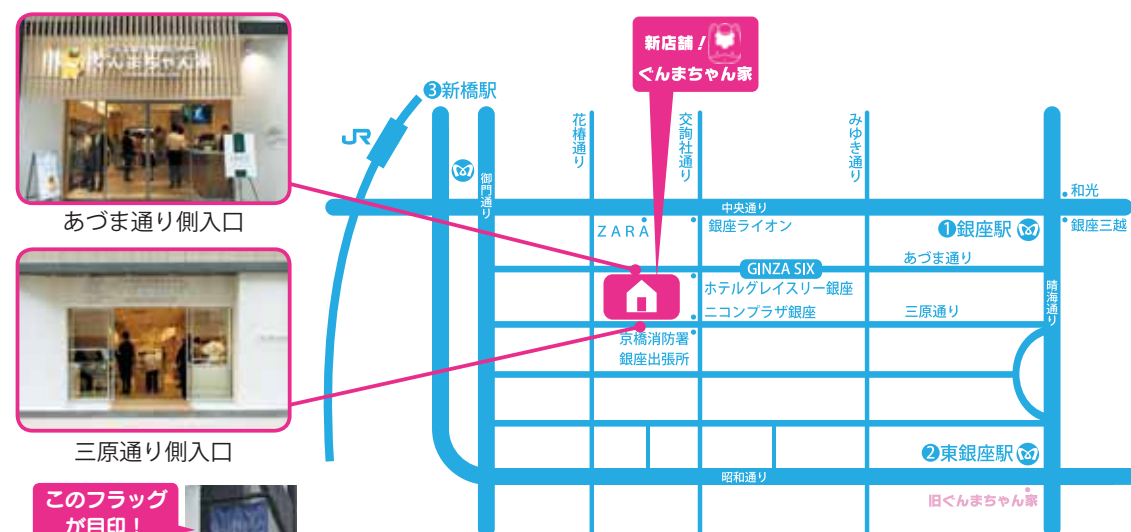 ぐんまちゃん家
あづま通り側入口
三原通り側入口
このフラッグ
が目印！
新店舗！
ぐんまちゃん家
❸新橋駅
JR
御門通り
花椿通り
交詢社通り
みゆき通り
中央通り
和光
銀座三越
ZARA
銀座ライオン
❶銀座駅
あづま通り
GINZA SIX
ホテルグレイスリー銀座
ニコンプラザ銀座
三原通り
晴海通り
京橋消防署
銀座出張所
❷東銀座駅
昭和通り
旧ぐんまちゃん家